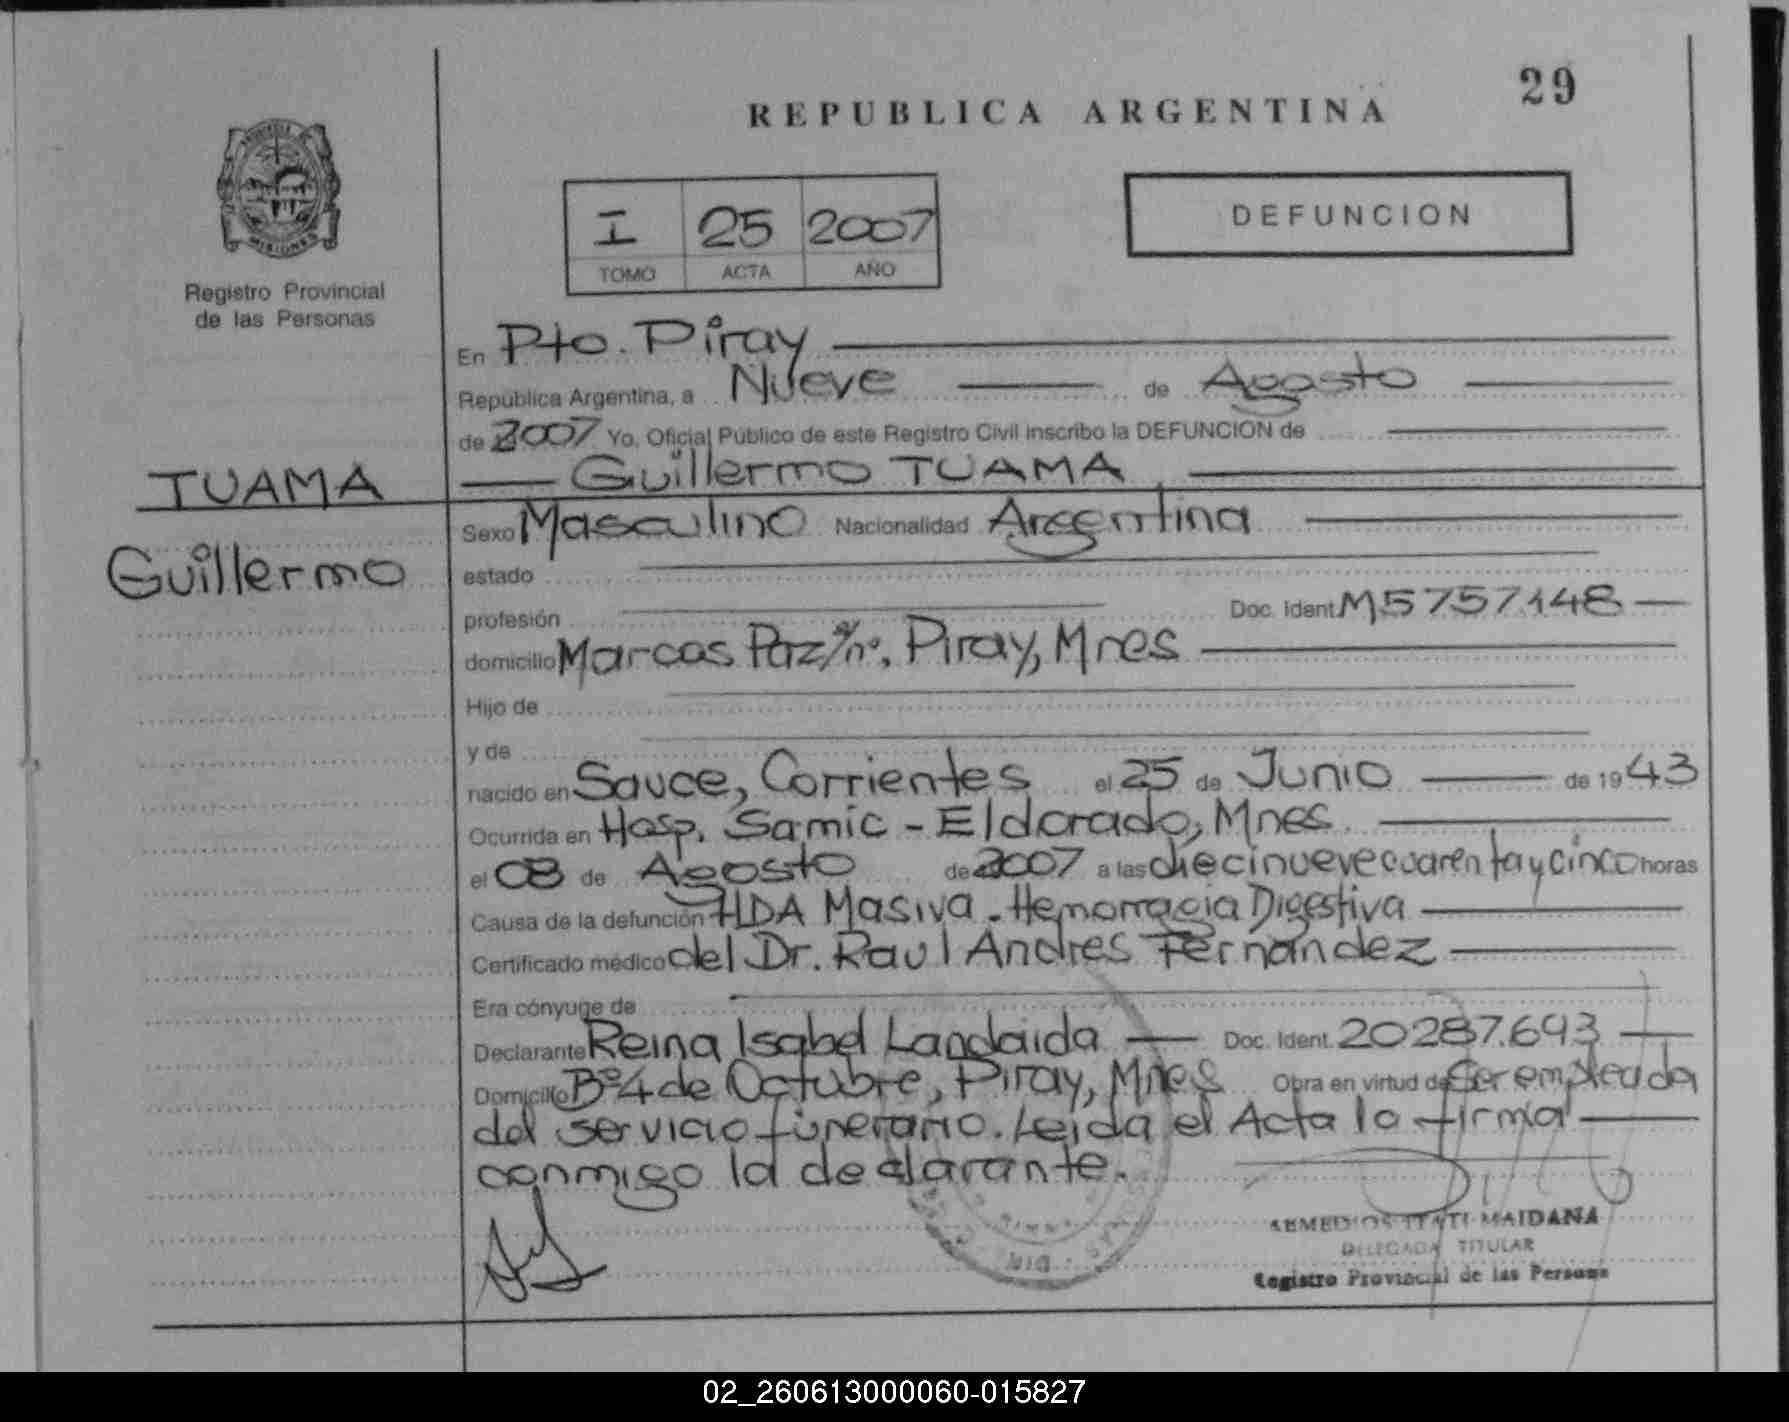 29
REPUBLICA ARGENTINA
Registro Provincial
de las Personas
I 25 2007
TOMO ACTA AÑO
DEFUNCION
En Pto. Piray
República Argentina, a Nueve de Agosto
de 2007 Yo, Oficial Público de este Registro Civil inscribo la DEFUNCION de
Guillermo TUAMA
TUAMA
Guillermo
Sexo Masculino Nacionalidad Argentina
estado
profesión Doc. Ident. M5757.148
domicilio Marcos Paz s/nº, Piray, Mnes
Hijo de
y de
nacido en Sauce, Corrientes el 25 de Junio de 1943
Ocurrida en Hosp. Samic - Eldorado, Mnes.
el 08 de Agosto de 2007 a las diecinueve cuarenta y cinco horas
Causa de la defunción HDA Masiva - Hemorragia Digestiva
Certificado médico del Dr. Raul Andres Fernandez
Era cónyuge de
Declarante Reina Isabel Landaida Doc. Ident. 20287.693
Domicilio Bº 4 de Octubre, Piray, Mnes Obra en virtud de Ser empleada
del servicio fúnerario. Leida el Acta la firma
conmigo la declarante.
ITATI MAIDANA
DELEGADA TITULAR
Registro Provincial de las Persona
02_260613000060-015827